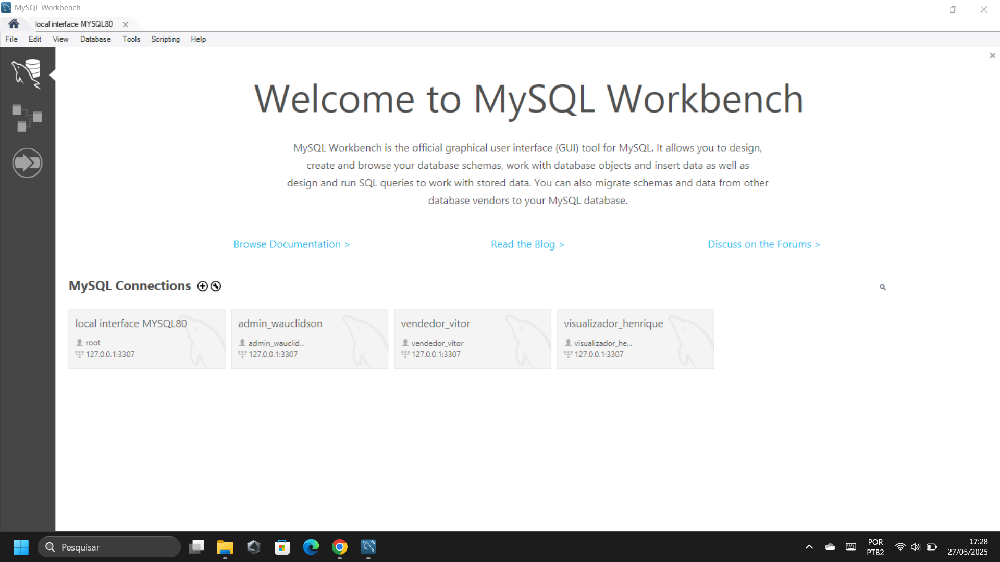 MySQL Workbench
local interface MYSQL80
File Edit View Database Tools Scripting Help
Welcome to MySQL Workbench
MySQL Workbench is the official graphical user interface (GUI) tool for MySQL. It allows you to design,
create and browse your database schemas, work with database objects and insert data as well as
design and run SQL queries to work with stored data. You can also migrate schemas and data from other
database vendors to your MySQL database.
Browse Documentation > Read the Blog > Discuss on the Forums >
MySQL Connections
local interface MYSQL80
root
127.0.0.1:3307
admin_wauclidson
admin_wauclid...
127.0.0.1:3307
vendedor_vitor
vendedor_vitor
127.0.0.1:3307
visualizador_henrique
visualizador_he...
127.0.0.1:3307
Pesquisar
POR
PTB2
17:28
27/05/2025